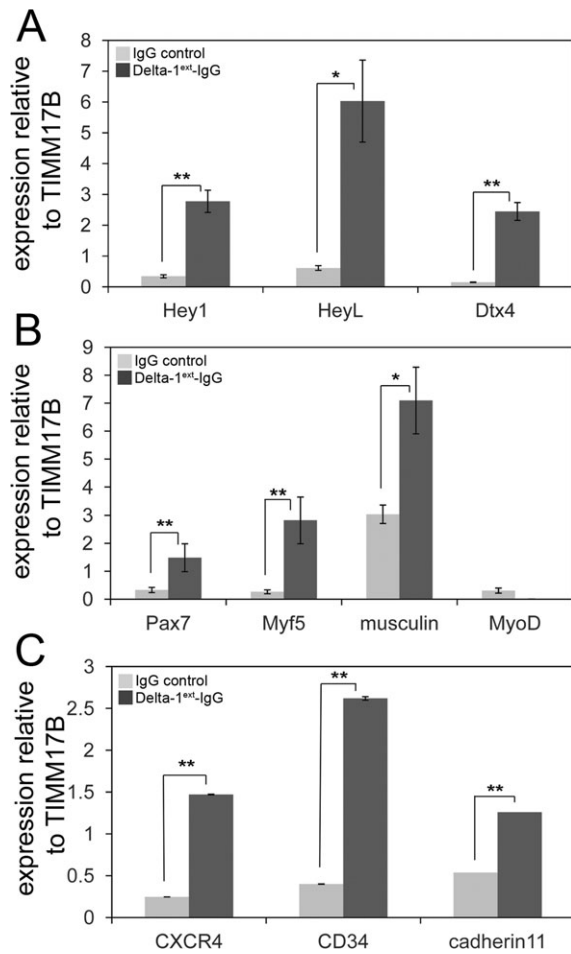 A
expression relative
to TIMM17B
8
7
6
5
4
3
2
1
0
IgG control
Delta-1ext-IgG
**
*
**
Hey1 HeyL Dtx4
B
expression relative
to TIMM17B
9
8
7
6
5
4
3
2
1
0
IgG control
Delta-1ext-IgG
**
**
*
Pax7 Myf5 musculin MyoD
C
expression relative
to TIMM17B
3
2.5
2
1.5
1
0.5
0
IgG control
Delta-1ext-IgG
**
**
**
CXCR4 CD34 cadherin11